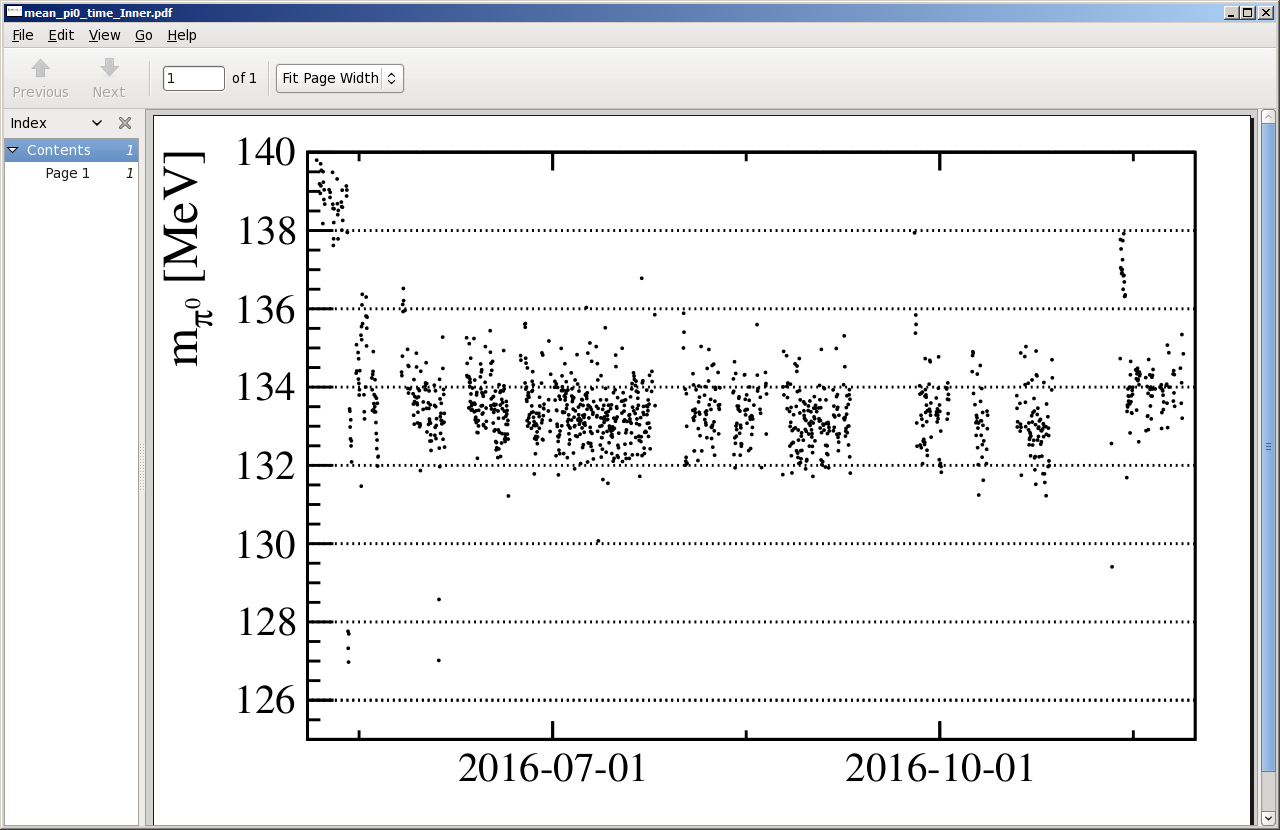 mean_pi0_time_Inner.pdf
File Edit View Go Help
Previous Next 1 of 1 Fit Page Width
Index
Contents 1
Page 1 1
m_π⁰ [MeV]
140
138
136
134
132
130
128
126
2016-07-01 2016-10-01